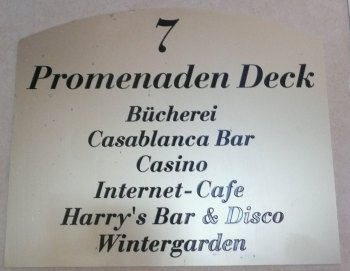 7
Promenaden Deck
Bücherei
Casablanca Bar
Casino
Internet-Cafe
Harry's Bar & Disco
Wintergarden